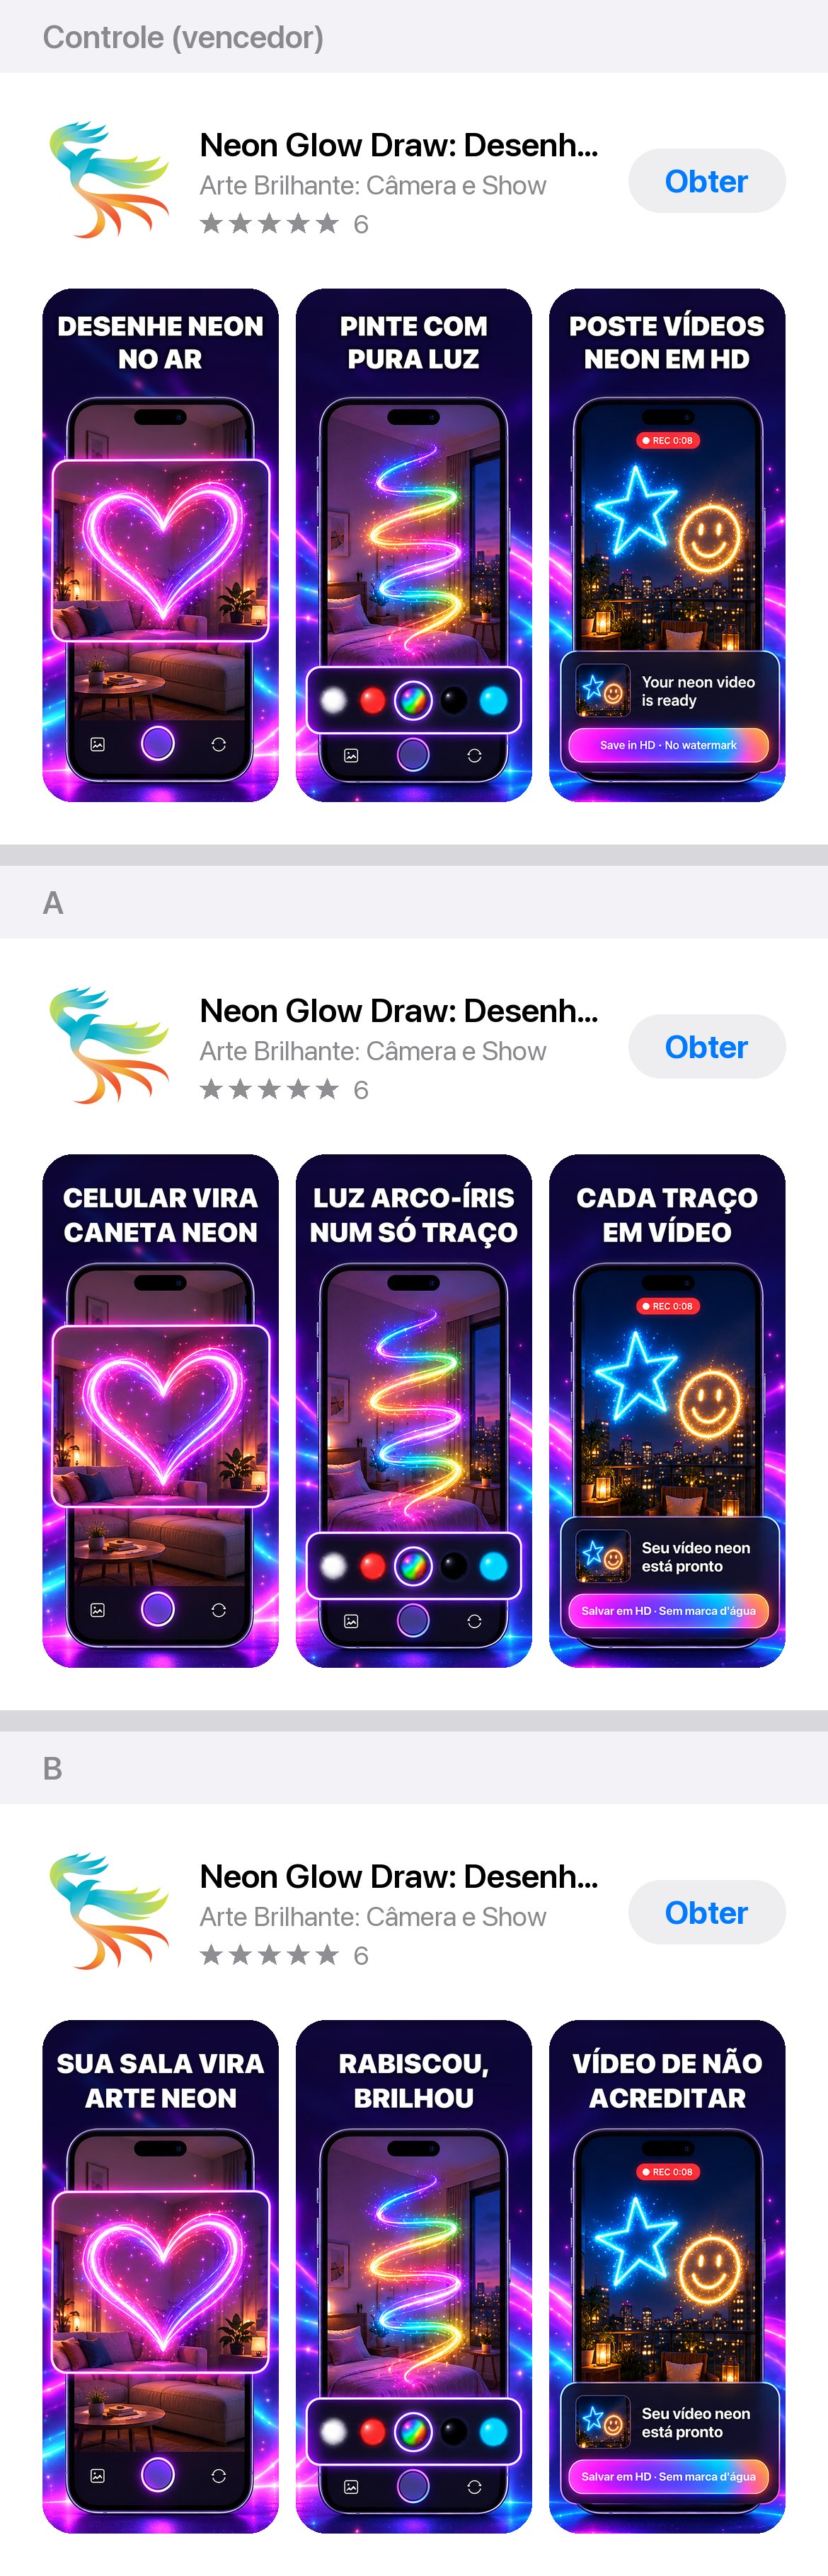 Controle (vencedor)
Neon Glow Draw: Desenh...
Arte Brilhante: Câmera e Show
★★★★★ 6
Obter
DESENHE NEON
NO AR
PINTE COM
PURA LUZ
POSTE VÍDEOS
NEON EM HD
REC 0:08
Your neon video
is ready
Save in HD · No watermark
A
Neon Glow Draw: Desenh...
Arte Brilhante: Câmera e Show
★★★★★ 6
Obter
CELULAR VIRA
CANETA NEON
LUZ ARCO-ÍRIS
NUM SÓ TRAÇO
CADA TRAÇO
EM VÍDEO
REC 0:08
Seu vídeo neon
está pronto
Salvar em HD · Sem marca d'água
B
Neon Glow Draw: Desenh...
Arte Brilhante: Câmera e Show
★★★★★ 6
Obter
SUA SALA VIRA
ARTE NEON
RABISCOU,
BRILHOU
VÍDEO DE NÃO
ACREDITAR
REC 0:08
Seu vídeo neon
está pronto
Salvar em HD · Sem marca d'água